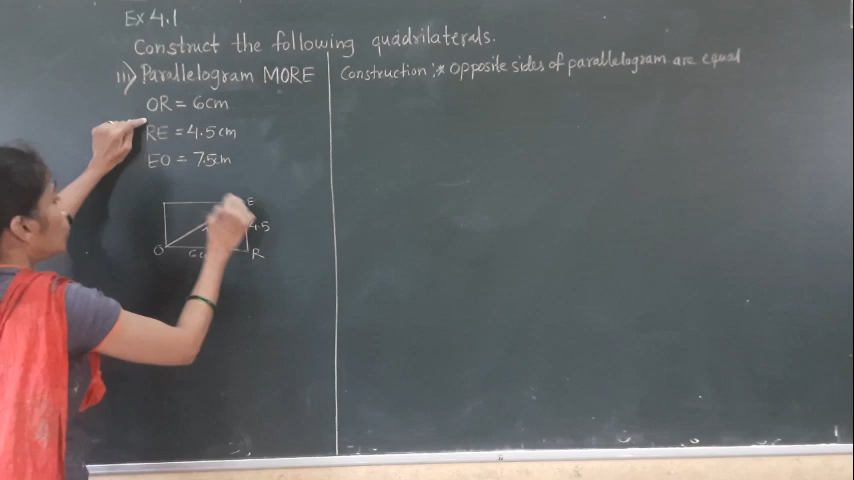 Ex 4.1
Construct the following quadrilaterals.
iii) Parallelogram MORE
OR = 6cm
RE = 4.5cm
EO = 7.5cm
Construction :* Opposite sides of parallelogram are equal
E
4.5
O
R